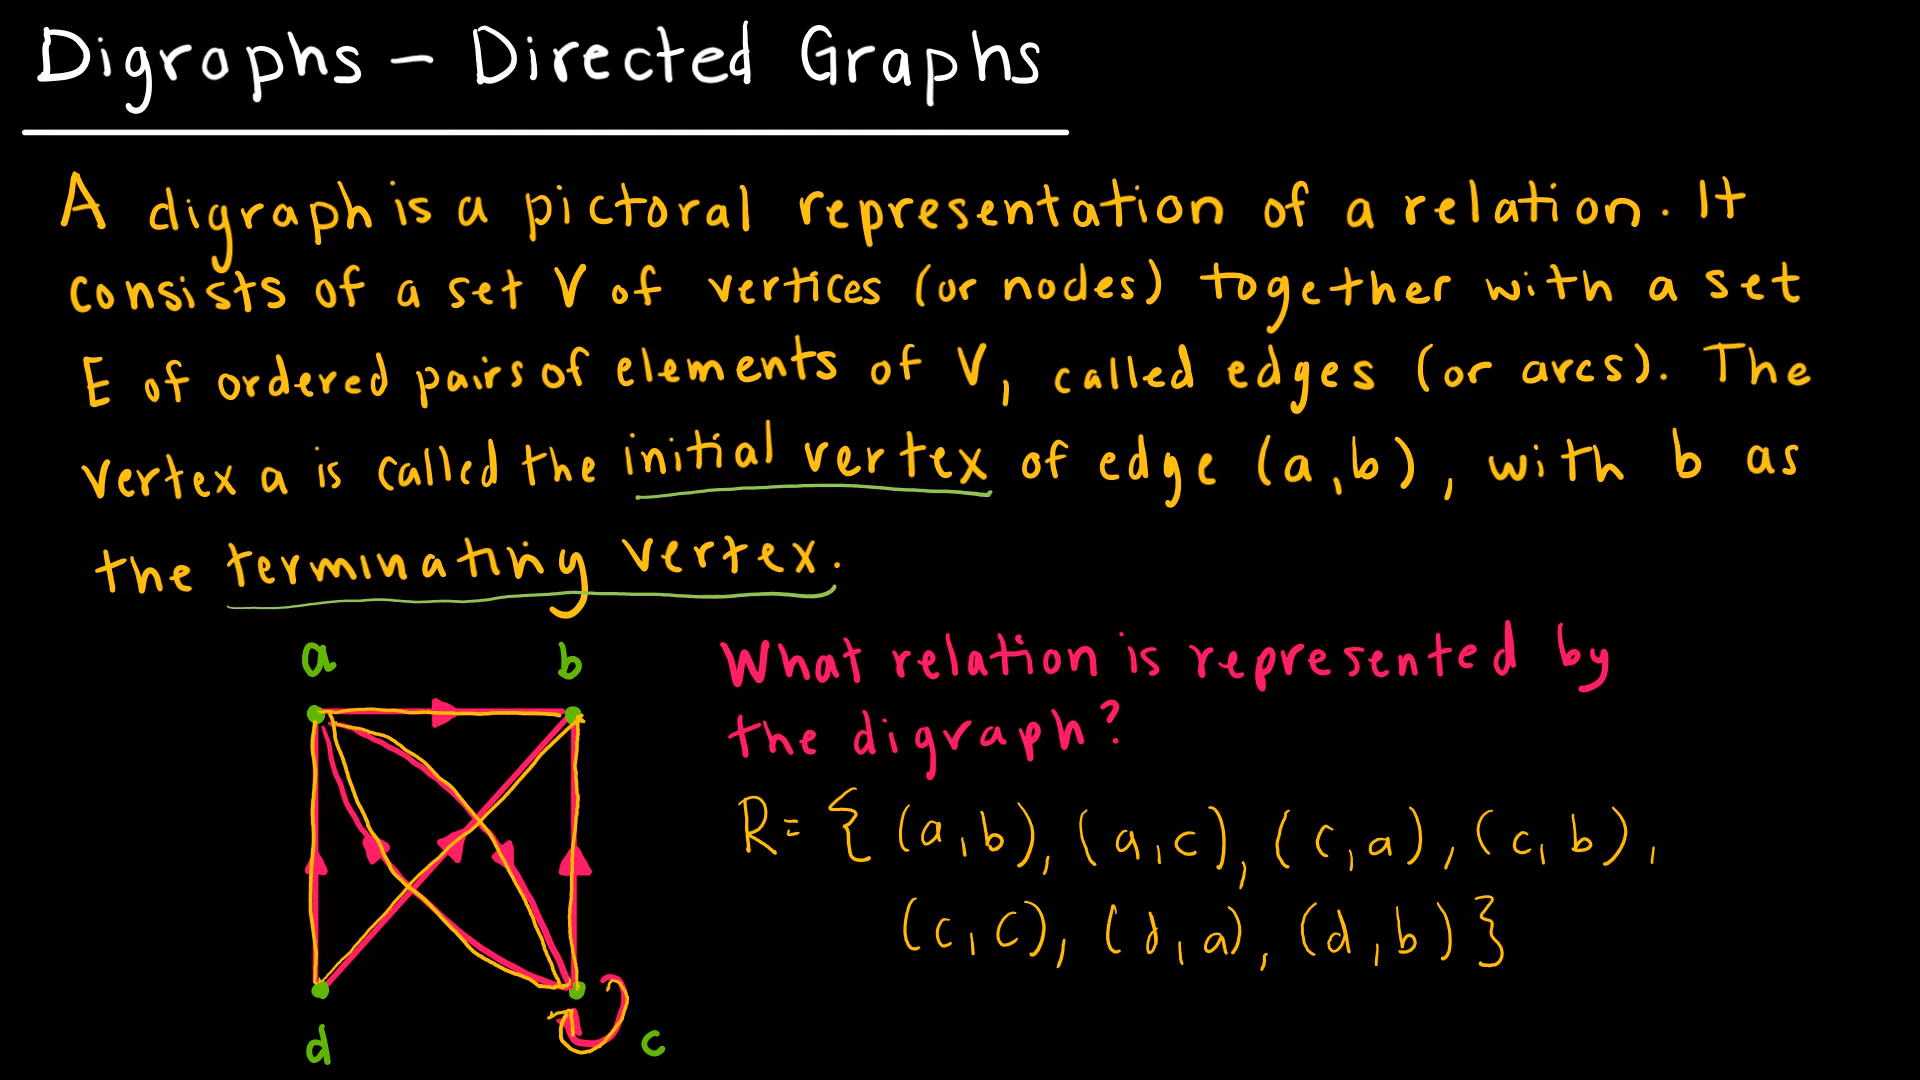 Digraphs - Directed Graphs
A digraph is a pictoral representation of a relation. It
consists of a set V of vertices (or nodes) together with a set
E of ordered pairs of elements of V, called edges (or arcs). The
vertex a is called the initial vertex of edge (a,b), with b as
the terminating vertex.
a b
What relation is represented by
the digraph?
R= { (a,b), (a,c), (c,a), (c,b),
(c,c), (d,a), (d,b) }
d c